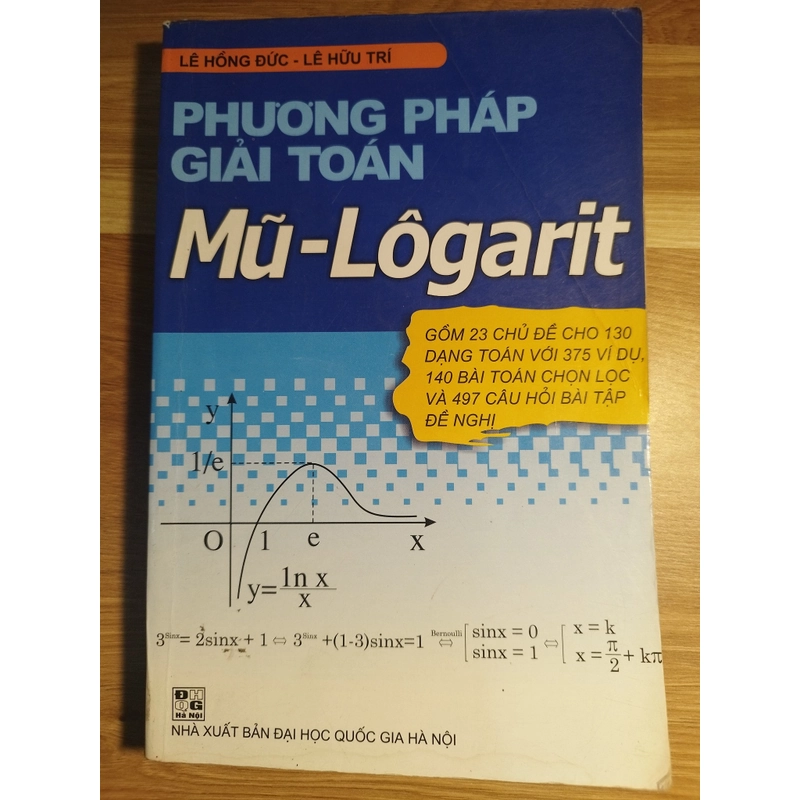 LÊ HỒNG ĐỨC - LÊ HỮU TRÍ
PHƯƠNG PHÁP
GIẢI TOÁN
Mũ-Lôgarit
GỒM 23 CHỦ ĐỀ CHO 130
DẠNG TOÁN VỚI 375 VÍ DỤ,
140 BÀI TOÁN CHỌN LỌC
VÀ 497 CÂU HỎI BÀI TẬP
ĐỀ NGHỊ
y
1/e
O 1 e x
y=ln x/x
3^Sinx = 2sinx + 1 ⇔ 3^Sinx +(1-3)sinx=1 Bernoulli ⇔ [ sinx = 0 ⇔ [ x = k
sinx = 1 x = π/2 + kπ
ĐHQG
Hà Nội
NHÀ XUẤT BẢN ĐẠI HỌC QUỐC GIA HÀ NỘI